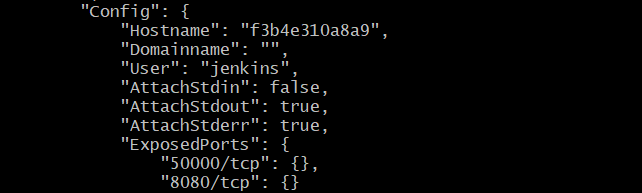 "Config": {
"Hostname": "f3b4e310a8a9",
"Domainname": "",
"User": "jenkins",
"AttachStdin": false,
"AttachStdout": true,
"AttachStderr": true,
"ExposedPorts": {
"50000/tcp": {},
"8080/tcp": {}